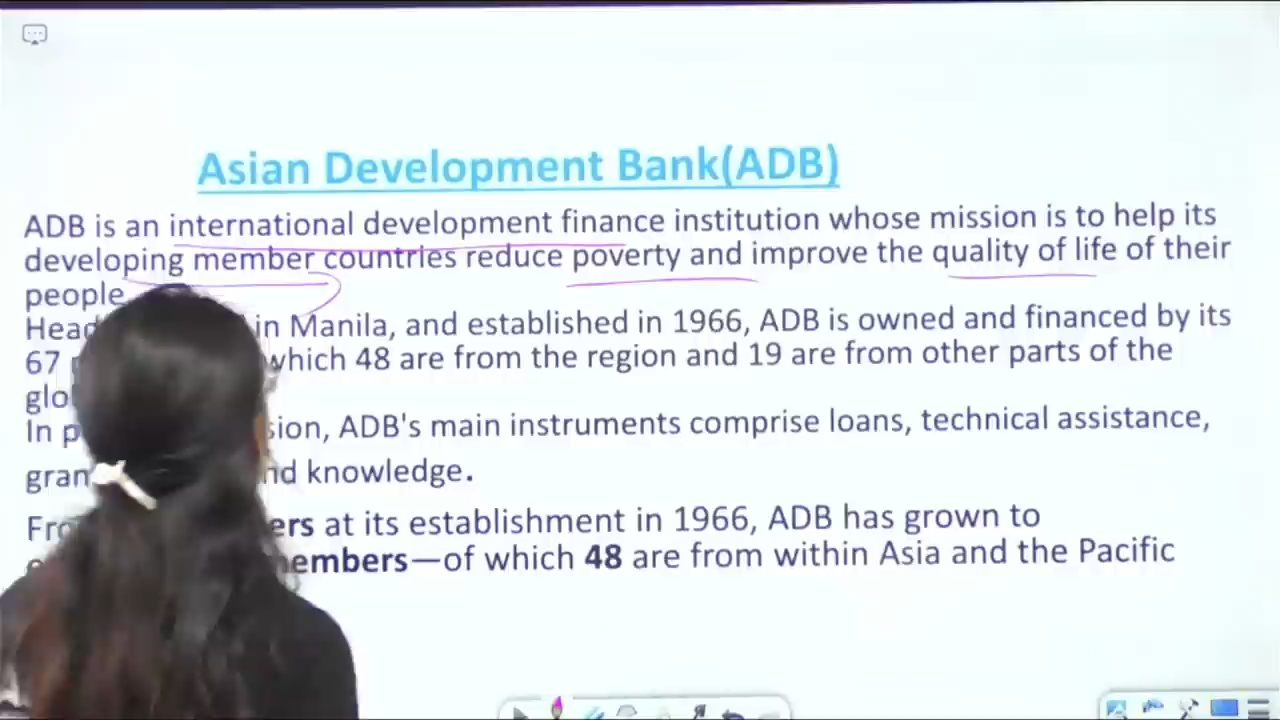 Asian Development Bank(ADB)
ADB is an international development finance institution whose mission is to help its
developing member countries reduce poverty and improve the quality of life of their
people
in Manila, and established in 1966, ADB is owned and financed by its
67 which 48 are from the region and 19 are from other parts of the
In ADB's main instruments comprise loans, technical assistance,
knowledge.
at its establishment in 1966, ADB has grown to
embers—of which 48 are from within Asia and the Pacific